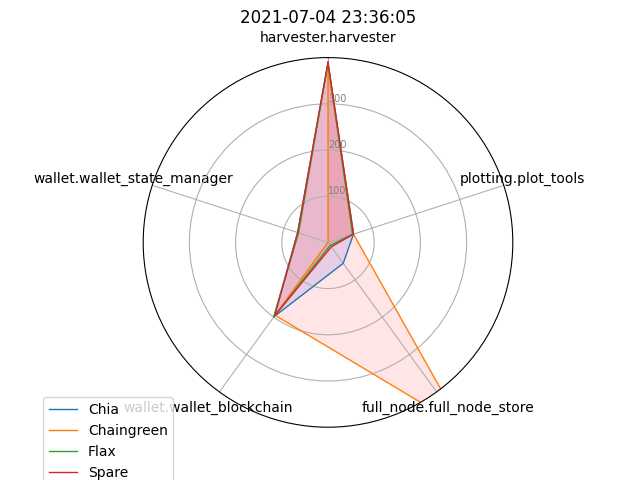 2021-07-04 23:36:05
harvester.harvester
300
200
wallet.wallet_state_manager
plotting.plot_tools
100
wallet.wallet_blockchain
full_node.full_node_store
Chia
Chaingreen
Flax
Spare